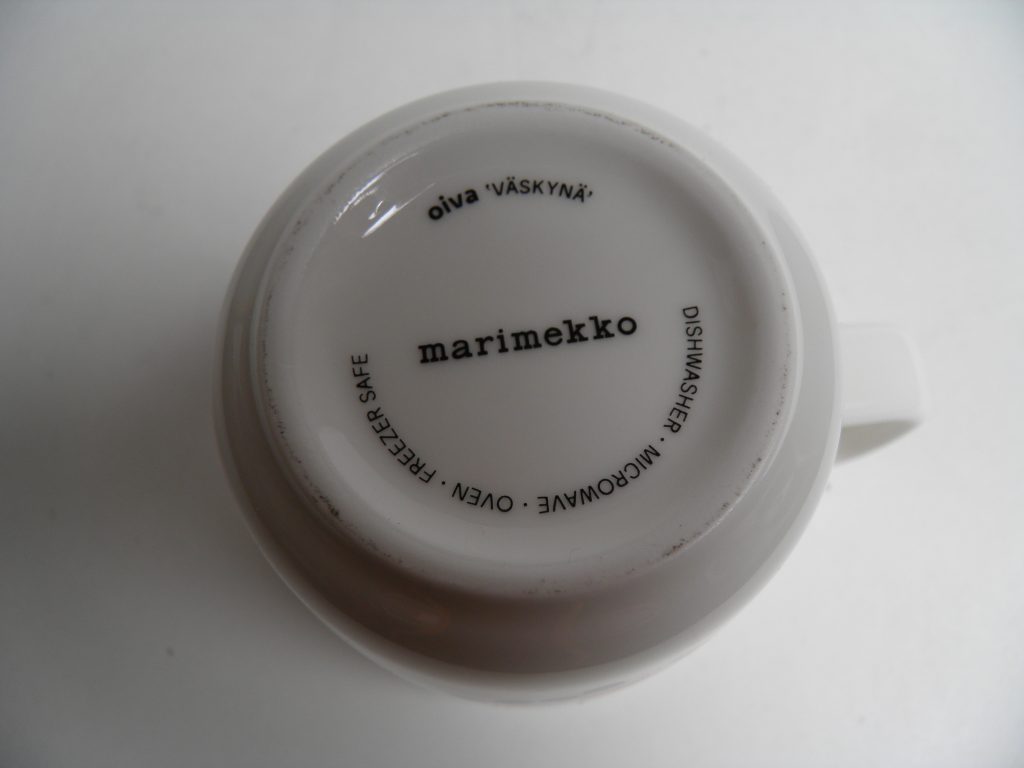 oiva 'VÄSKYNÄ'
marimekko
DISHWASHER · MICROWAVE · OVEN · FREEZER SAFE